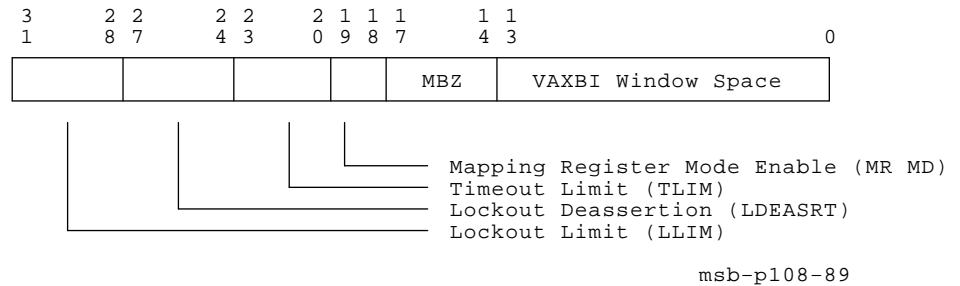 3 2 2 2 2 2 1 1 1 1 1
1 8 7 4 3 0 9 8 7 4 3 0
MBZ VAXBI Window Space
Mapping Register Mode Enable (MR MD)
Timeout Limit (TLIM)
Lockout Deassertion (LDEASRT)
Lockout Limit (LLIM)
msb-p108-89